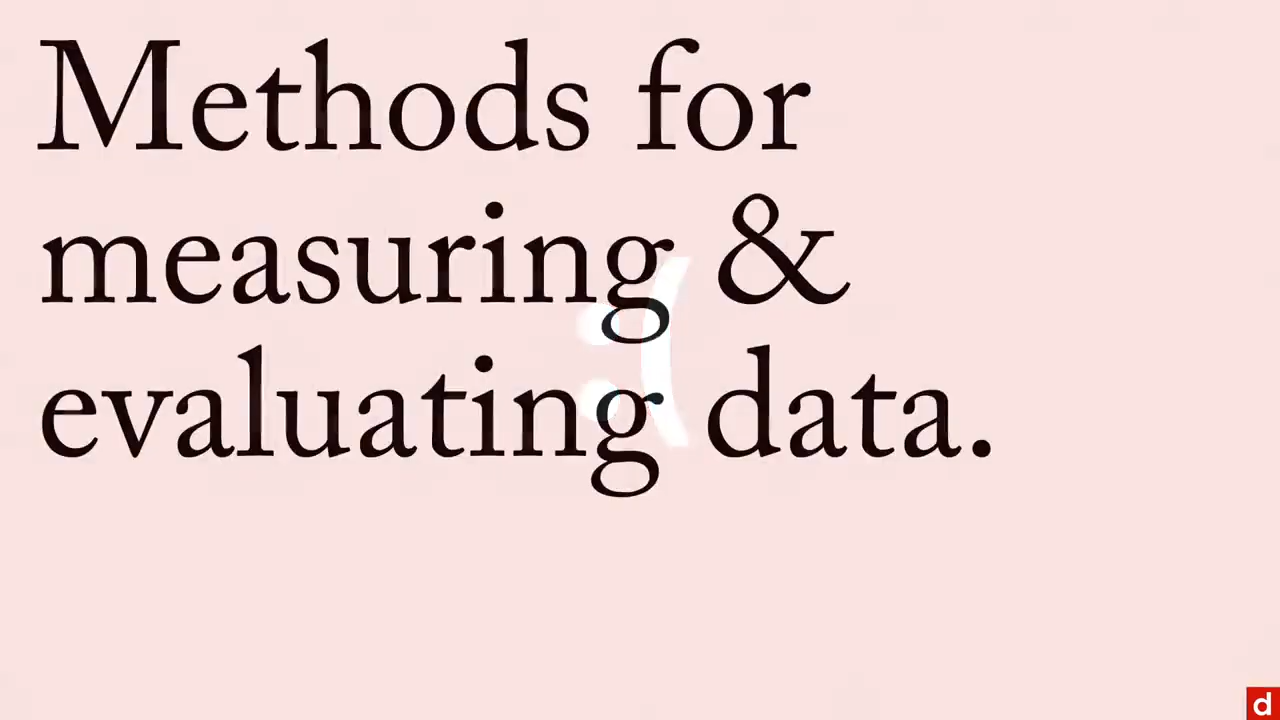 Methods for
measuring &
evaluating data.
:(
d